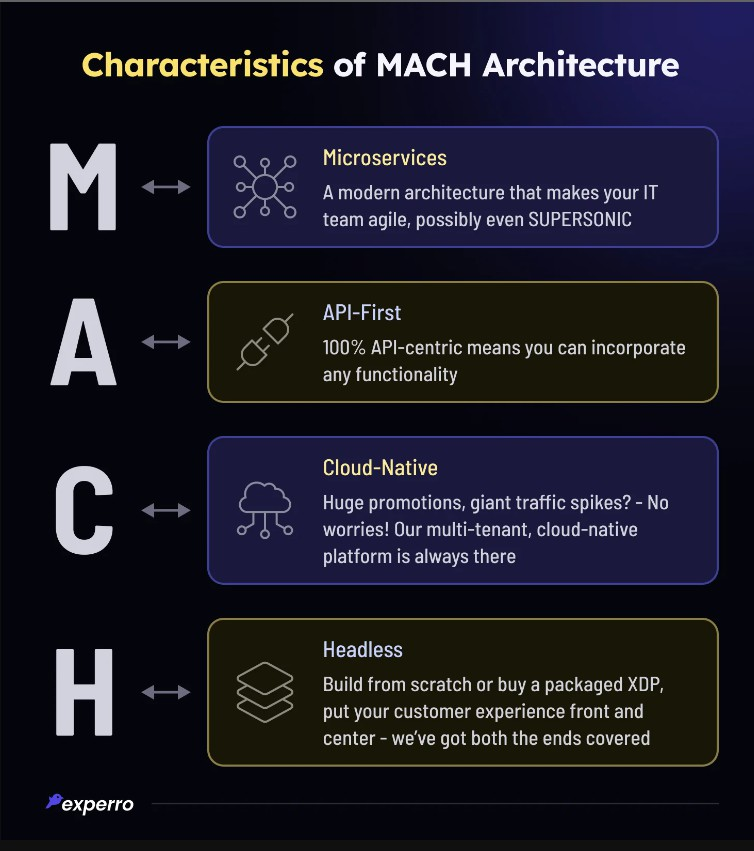 Characteristics of MACH Architecture
M
Microservices
A modern architecture that makes your IT
team agile, possibly even SUPERSONIC
A
API-First
100% API-centric means you can incorporate
any functionality
C
Cloud-Native
Huge promotions, giant traffic spikes? - No
worries! Our multi-tenant, cloud-native
platform is always there
H
Headless
Build from scratch or buy a packaged XDP,
put your customer experience front and
center - we've got both the ends covered
experro